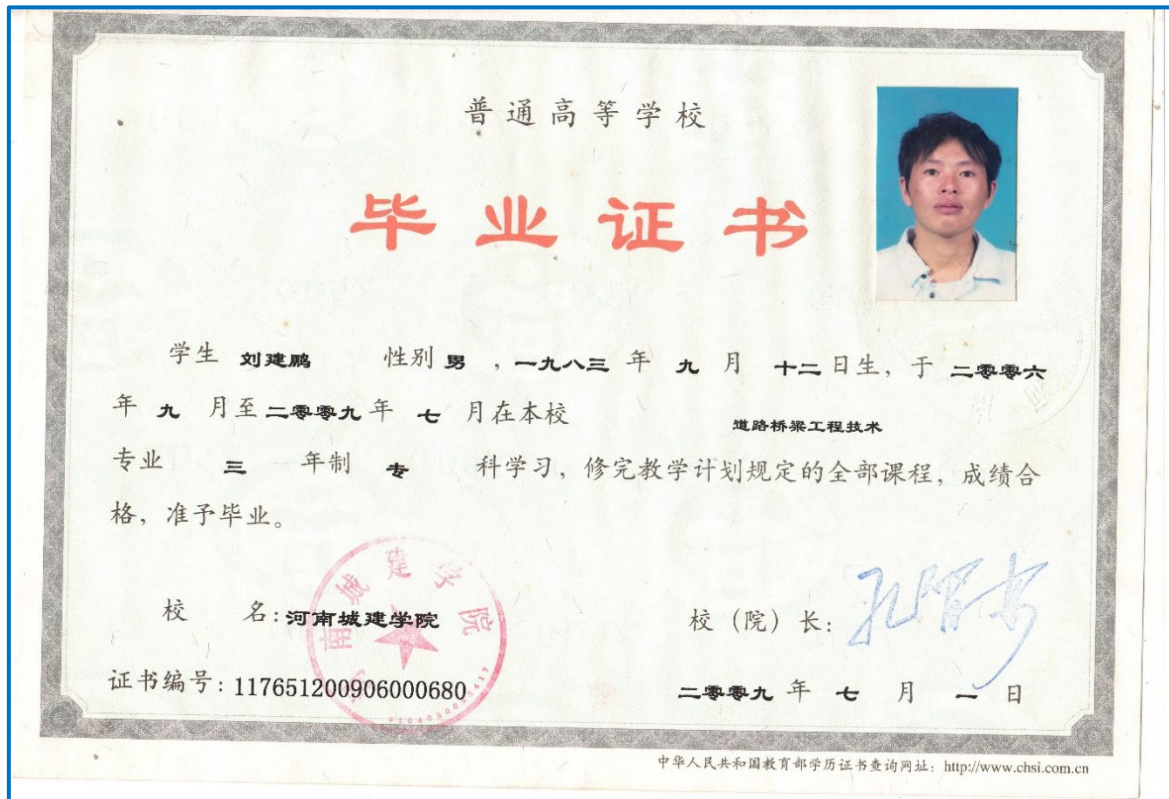 普通高等学校
毕业证书
学生 刘建鹏 性别 男 ，一九八三 年 九 月 十二 日生，于 二零零六
年 九 月至 二零零九 年 七 月在本校 道路桥梁工程技术
专业 三 年制 专 科学习，修完教学计划规定的全部课程，成绩合
格，准予毕业。
校 名：河南城建学院
校（院）长：
证书编号：117651200906000680
二零零九 年 七 月 一 日
河南城建学院
中华人民共和国教育部学历证书查询网址：http://www.chsi.com.cn